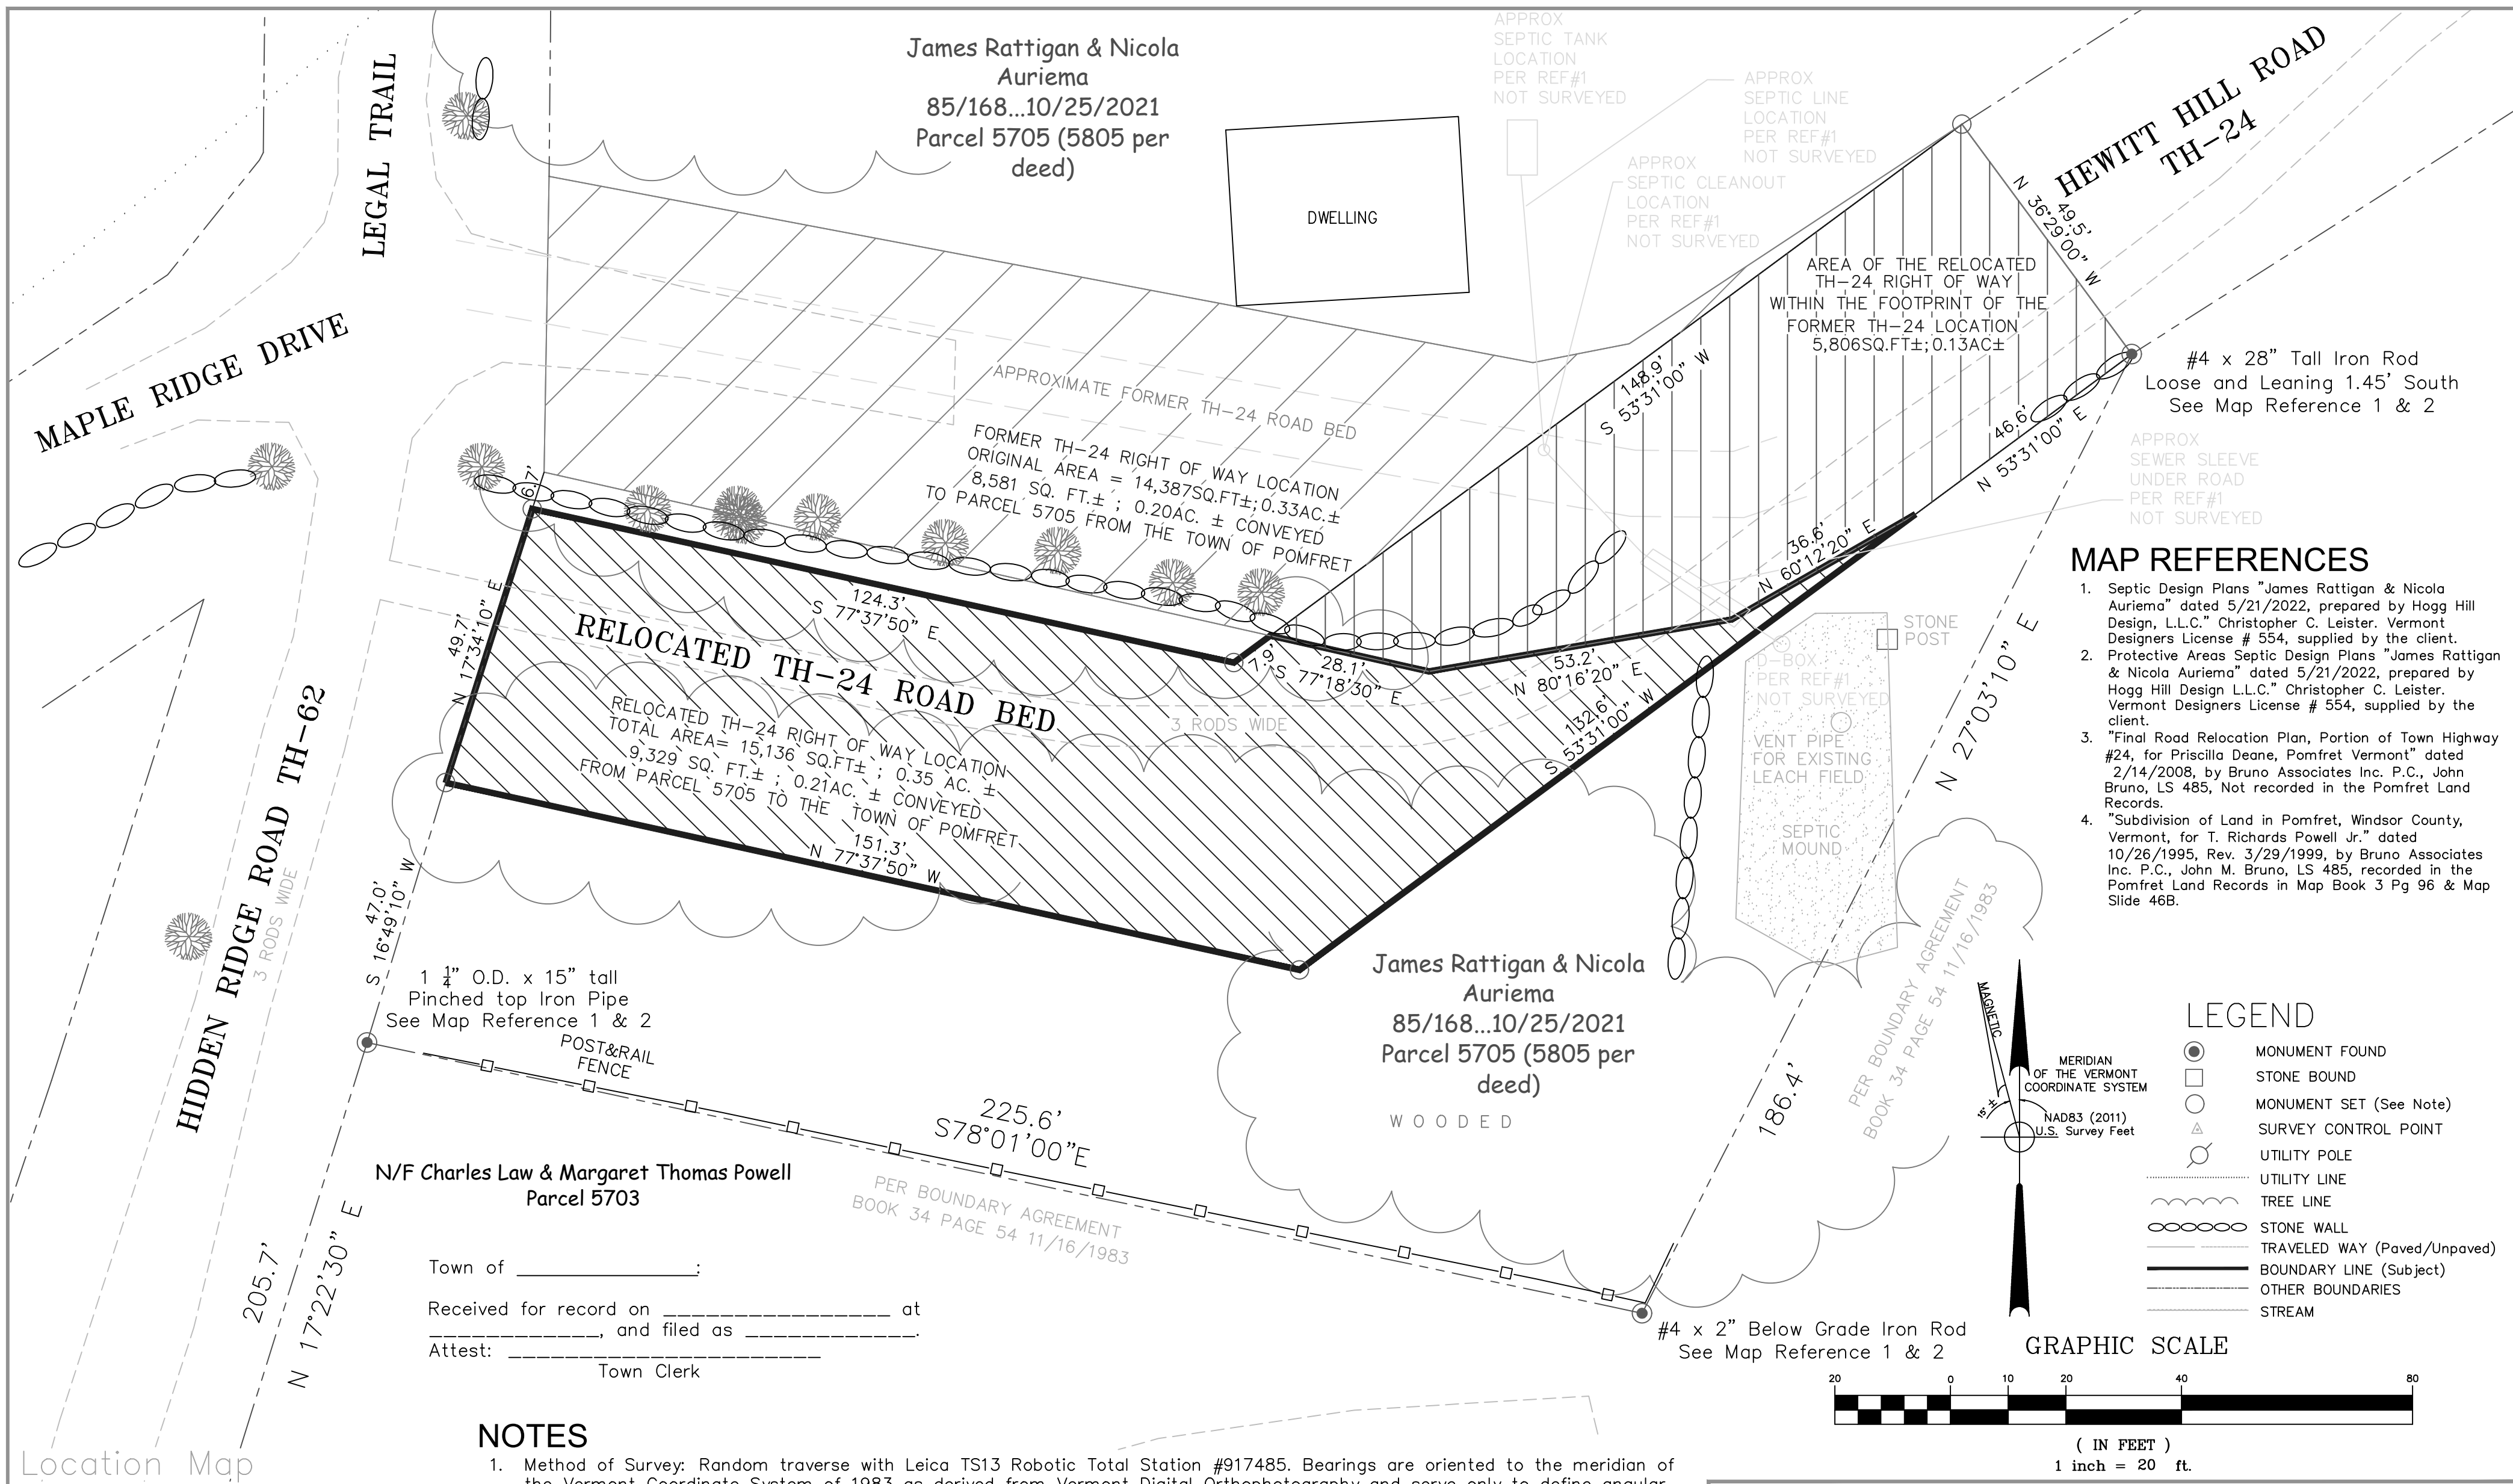 James Rattigan & Nicola
Auriema
85/168...10/25/2021
Parcel 5705 (5805 per
deed)
LEGAL TRAIL
MAPLE RIDGE DRIVE
DWELLING
APPROX
SEPTIC TANK
LOCATION
PER REF#1
NOT SURVEYED
APPROX
SEPTIC LINE
LOCATION
PER REF#1
NOT SURVEYED
APPROX
SEPTIC CLEANOUT
LOCATION
PER REF#1
NOT SURVEYED
HEWITT HILL ROAD
TH-24
49.5'
N 36°29'00" W
AREA OF THE RELOCATED
TH-24 RIGHT OF WAY
WITHIN THE FOOTPRINT OF THE
FORMER TH-24 LOCATION
5,806SQ.FT±;0.13AC±
148.9'
S 53°31'00" W
46.6'
N 53°31'00" E
#4 x 28" Tall Iron Rod
Loose and Leaning 1.45' South
See Map Reference 1 & 2
APPROX
SEWER SLEEVE
UNDER ROAD
PER REF#1
NOT SURVEYED
APPROXIMATE FORMER TH-24 ROAD BED
FORMER TH-24 RIGHT OF WAY LOCATION
ORIGINAL AREA = 14,387SQ.FT±;0.33AC.±
8,581 SQ. FT.± ; 0.20AC. ± CONVEYED
TO PARCEL 5705 FROM THE TOWN OF POMFRET
6.7'
49.7'
N 17°34'10" E
124.3'
S 77°37'50" E
7.9'
28.1'
S 77°18'30" E
53.2'
N 80°16'20" E
36.6'
N 60°12'20" E
132.6'
S 53°31'00" W
RELOCATED TH-24 ROAD BED
RELOCATED TH-24 RIGHT OF WAY LOCATION
TOTAL AREA= 15,136 SQ.FT± ; 0.35 AC. ±
9,329 SQ. FT.± ; 0.21AC. ± CONVEYED
FROM PARCEL 5705 TO THE TOWN OF POMFRET
151.3'
N 77°37'50" W
3 RODS WIDE
D-BOX
PER REF#1
NOT SURVEYED
STONE
POST
VENT PIPE
FOR EXISTING
LEACH FIELD
SEPTIC
MOUND
N 27°03'10" E
186.4'
PER BOUNDARY AGREEMENT
BOOK 34 PAGE 54 11/16/1983
HIDDEN RIDGE ROAD TH-62
3 RODS WIDE
47.0'
S 16°49'10" W
1 1/4" O.D. x 15" tall
Pinched top Iron Pipe
See Map Reference 1 & 2
POST&RAIL
FENCE
225.6'
S78°01'00"E
PER BOUNDARY AGREEMENT
BOOK 34 PAGE 54 11/16/1983
James Rattigan & Nicola
Auriema
85/168...10/25/2021
Parcel 5705 (5805 per
deed)
WOODED
N/F Charles Law & Margaret Thomas Powell
Parcel 5703
205.7'
N 17°22'30" E
Town of ________________:
Received for record on ________________ at
____________, and filed as ____________.
Attest: ______________________
Town Clerk
#4 x 2" Below Grade Iron Rod
See Map Reference 1 & 2
MAP REFERENCES
1. Septic Design Plans "James Rattigan & Nicola
Auriema" dated 5/21/2022, prepared by Hogg Hill
Design, L.L.C." Christopher C. Leister. Vermont
Designers License # 554, supplied by the client.
2. Protective Areas Septic Design Plans "James Rattigan
& Nicola Auriema" dated 5/21/2022, prepared by
Hogg Hill Design L.L.C." Christopher C. Leister.
Vermont Designers License # 554, supplied by the
client.
3. "Final Road Relocation Plan, Portion of Town Highway
#24, for Priscilla Deane, Pomfret Vermont" dated
2/14/2008, by Bruno Associates Inc. P.C., John
Bruno, LS 485, Not recorded in the Pomfret Land
Records.
4. "Subdivision of Land in Pomfret, Windsor County,
Vermont, for T. Richards Powell Jr." dated
10/26/1995, Rev. 3/29/1999, by Bruno Associates
Inc. P.C., John M. Bruno, LS 485, recorded in the
Pomfret Land Records in Map Book 3 Pg 96 & Map
Slide 46B.
MAGNETIC
15° ±
MERIDIAN
OF THE VERMONT
COORDINATE SYSTEM
NAD83 (2011)
U.S. Survey Feet
LEGEND
MONUMENT FOUND
STONE BOUND
MONUMENT SET (See Note)
SURVEY CONTROL POINT
UTILITY POLE
UTILITY LINE
TREE LINE
STONE WALL
TRAVELED WAY (Paved/Unpaved)
BOUNDARY LINE (Subject)
OTHER BOUNDARIES
STREAM
GRAPHIC SCALE
20 0 10 20 40 80
( IN FEET )
1 inch = 20 ft.
Location Map
NOTES
1. Method of Survey: Random traverse with Leica TS13 Robotic Total Station #917485. Bearings are oriented to the meridian of
the Vermont Coordinate System of 1983 as derived from Vermont Digital Orthophotography and serve only to define angular